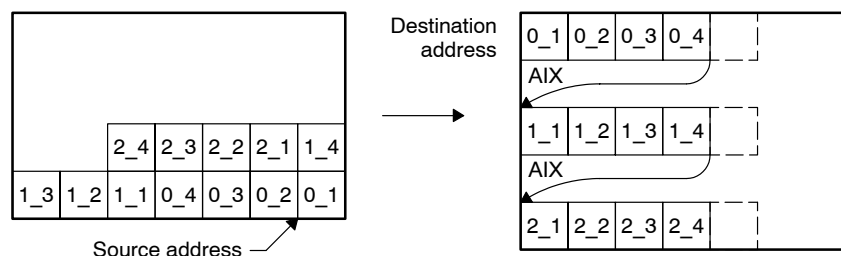 Destination
address
0_1 0_2 0_3 0_4
AIX
2_4 2_3 2_2 2_1 1_4
1_1 1_2 1_3 1_4
AIX
1_3 1_2 1_1 0_4 0_3 0_2 0_1
2_1 2_2 2_3 2_4
Source address